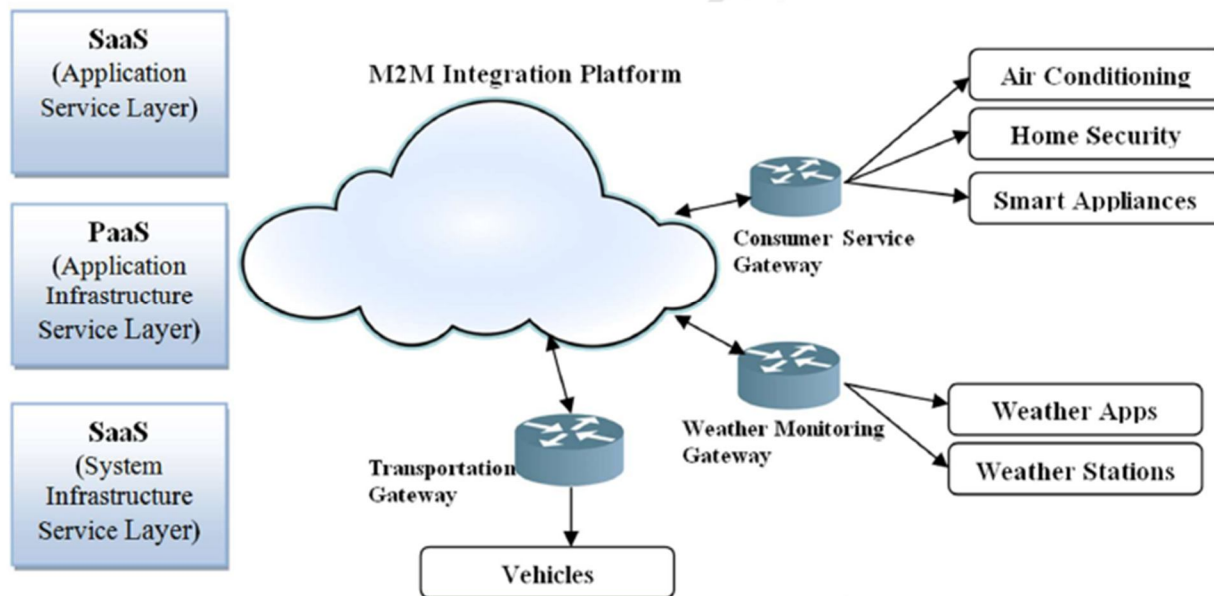 SaaS
(Application
Service Layer)
PaaS
(Application
Infrastructure
Service Layer)
SaaS
(System
Infrastructure
Service Layer)
M2M Integration Platform
Consumer Service
Gateway
Air Conditioning
Home Security
Smart Appliances
Weather Monitoring
Gateway
Weather Apps
Weather Stations
Transportation
Gateway
Vehicles